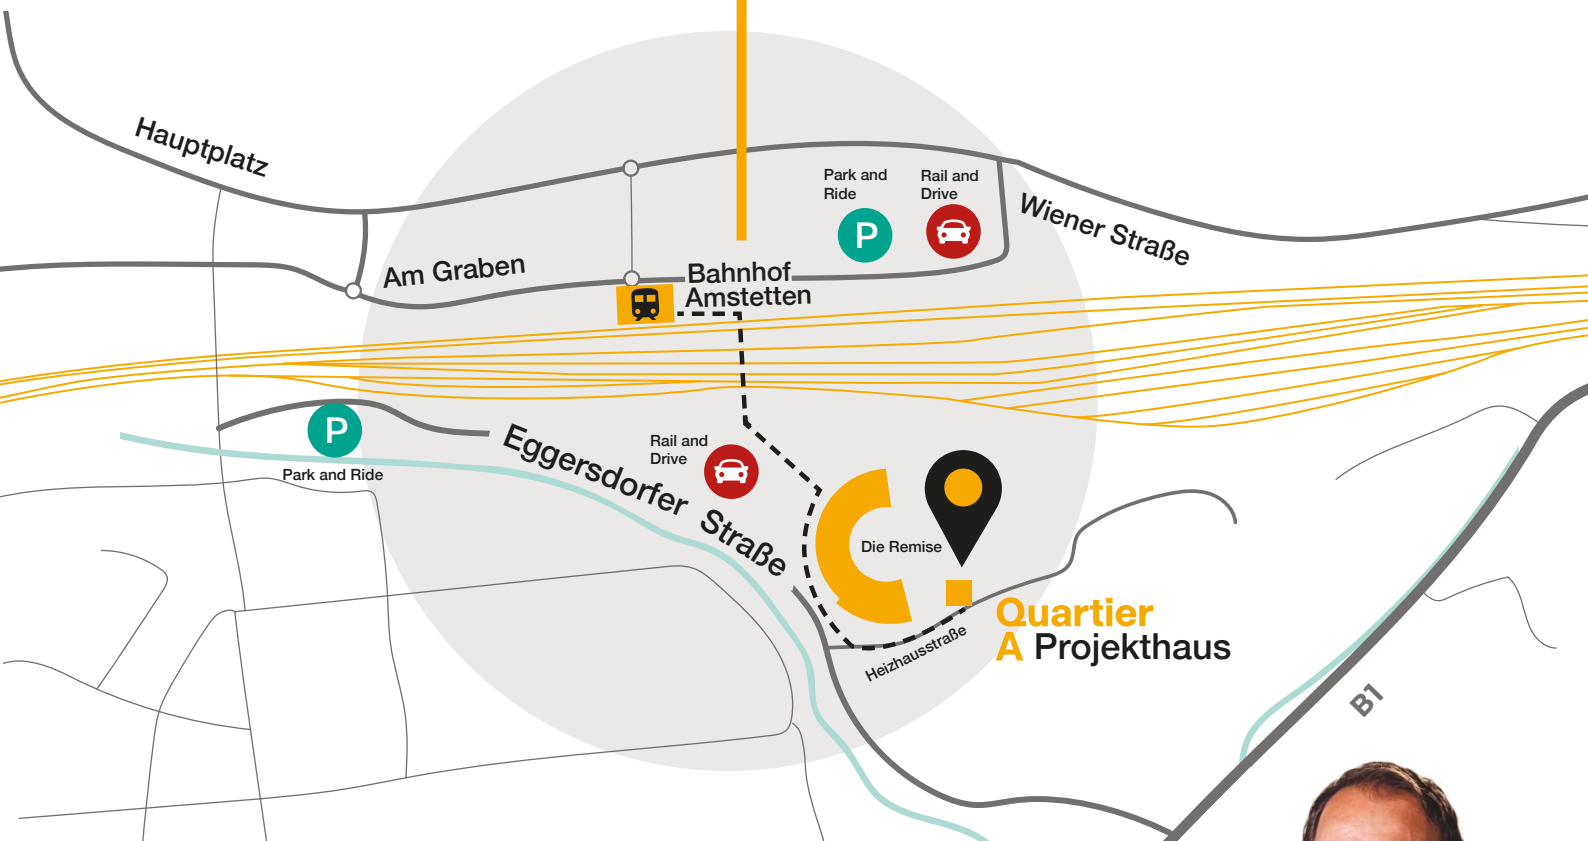 Hauptplatz
Park and
Ride
P
Rail and
Drive
Wiener Straße
Am Graben
Bahnhof
Amstetten
P
Park and Ride
Eggersdorfer Straße
Rail and
Drive
Die Remise
Quartier
A Projekthaus
Heizhausstraße
B1